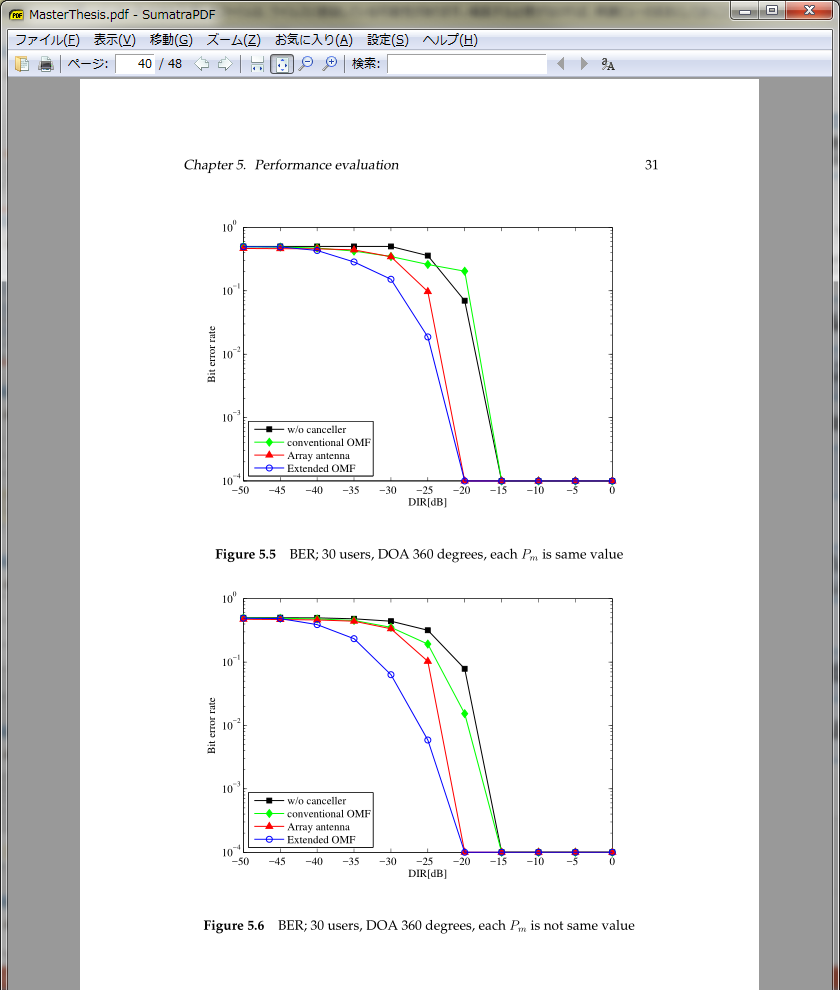 MasterThesis.pdf - SumatraPDF
ファイル(F) 表示(V) 移動(G) ズーム(Z) お気に入り(A) 設定(S) ヘルプ(H)
ページ: 40 / 48 検索:
Chapter 5. Performance evaluation 31
10^0
10^-1
10^-2
10^-3
10^-4
Bit error rate
w/o canceller
conventional OMF
Array antenna
Extended OMF
−50 −45 −40 −35 −30 −25 −20 −15 −10 −5 0
DIR[dB]
Figure 5.5 BER; 30 users, DOA 360 degrees, each P_m is same value
10^0
10^-1
10^-2
10^-3
10^-4
Bit error rate
w/o canceller
conventional OMF
Array antenna
Extended OMF
−50 −45 −40 −35 −30 −25 −20 −15 −10 −5 0
DIR[dB]
Figure 5.6 BER; 30 users, DOA 360 degrees, each P_m is not same value